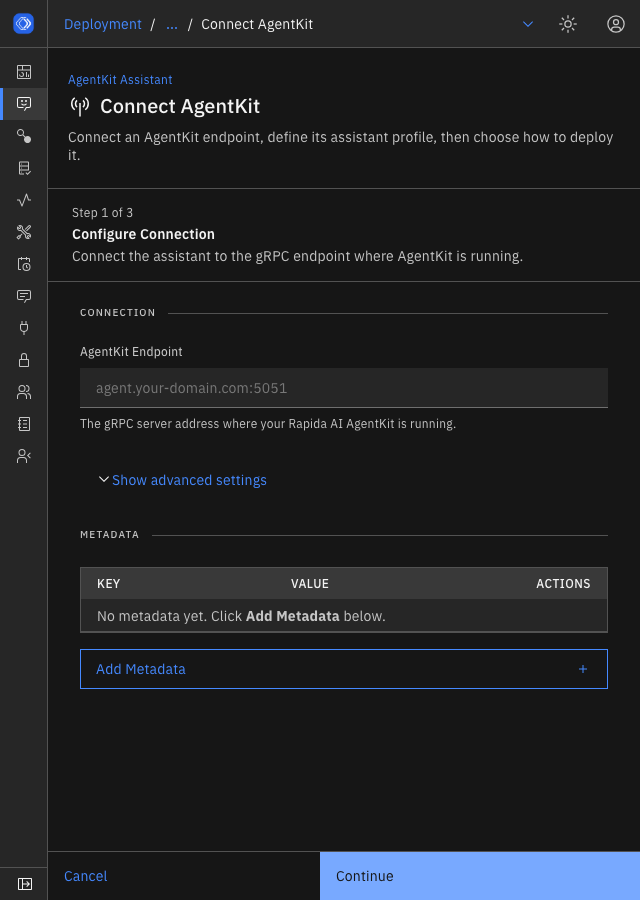 Deployment / ... / Connect AgentKit
AgentKit Assistant
Connect AgentKit
Connect an AgentKit endpoint, define its assistant profile, then choose how to deploy
it.
Step 1 of 3
Configure Connection
Connect the assistant to the gRPC endpoint where AgentKit is running.
CONNECTION
AgentKit Endpoint
agent.your-domain.com:5051
The gRPC server address where your Rapida AI AgentKit is running.
Show advanced settings
METADATA
KEY VALUE ACTIONS
No metadata yet. Click Add Metadata below.
Add Metadata +
Cancel Continue